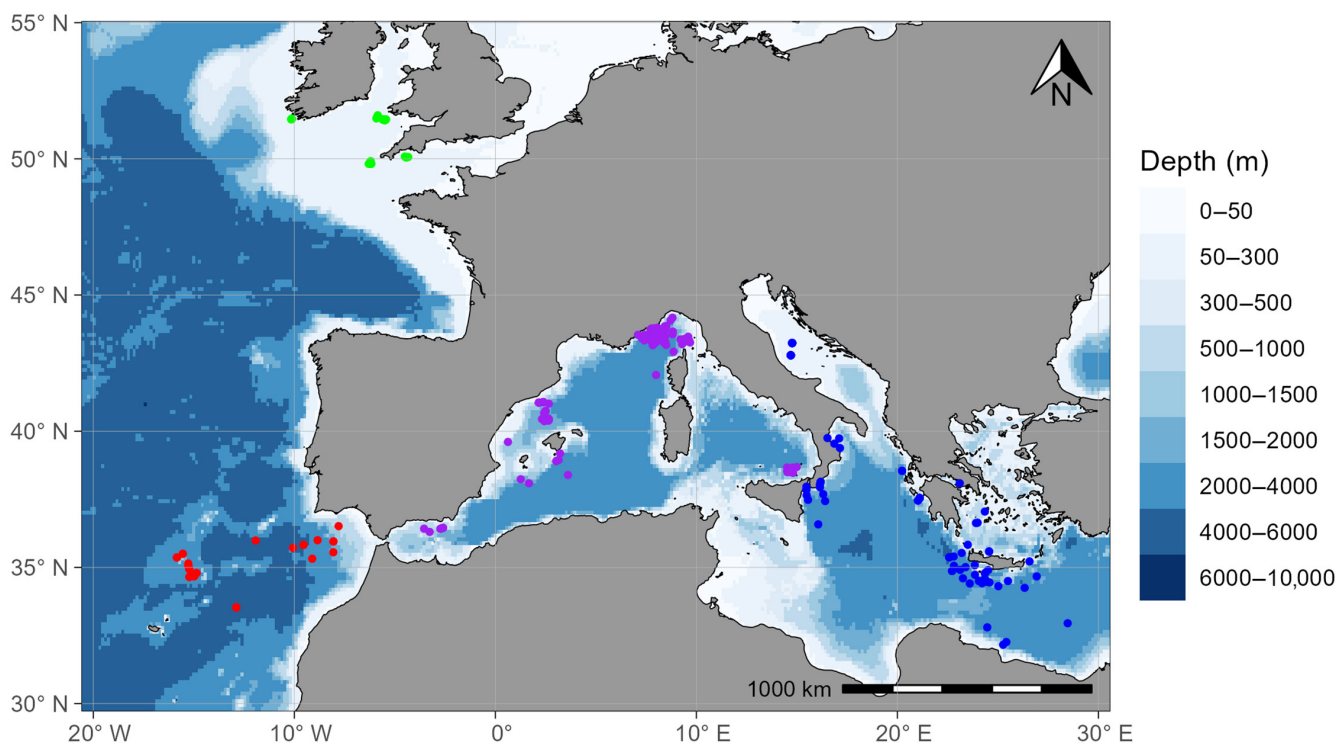 55° N
50° N
45° N
40° N
35° N
30° N
20° W
10° W
0°
10° E
20° E
30° E
N
1000 km
Depth (m)
0–50
50–300
300–500
500–1000
1000–1500
1500–2000
2000–4000
4000–6000
6000–10,000